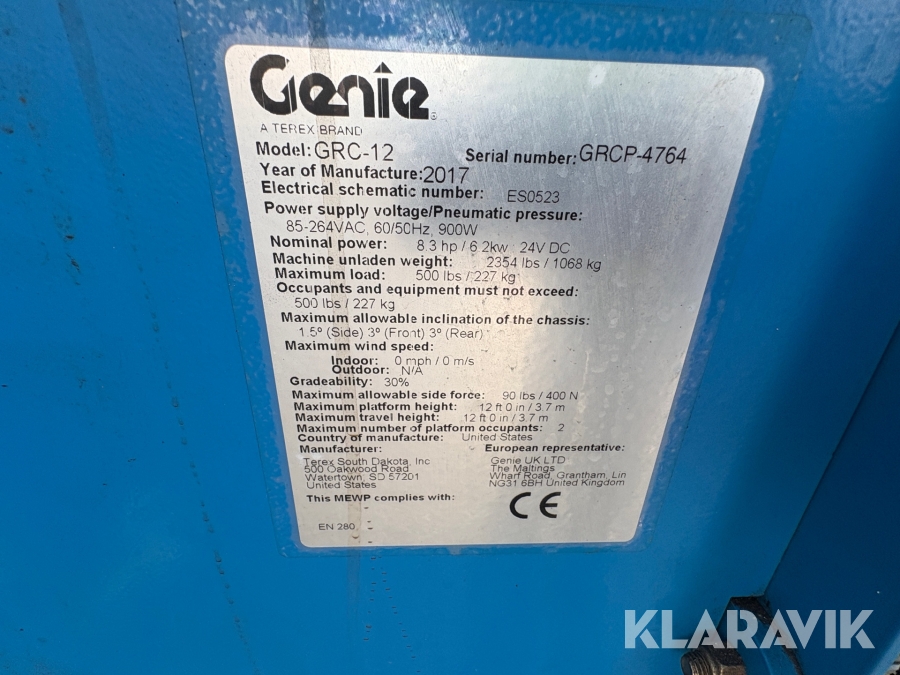 Genie
A TEREX BRAND
Model: GRC-12 Serial number: GRCP-4764
Year of Manufacture: 2017
Electrical schematic number: ES0523
Power supply voltage/Pneumatic pressure:
85-264VAC, 60/50Hz, 900W
Nominal power: 8.3 hp / 6.2kw 24V DC
Machine unladen weight: 2354 lbs / 1068 kg
Maximum load: 500 lbs / 227 kg
Occupants and equipment must not exceed:
500 lbs / 227 kg
Maximum allowable inclination of the chassis:
1.5º (Side) 3º (Front) 3º (Rear)
Maximum wind speed:
Indoor: 0 mph / 0 m/s
Outdoor: N/A
Gradeability: 30%
Maximum allowable side force: 90 lbs / 400 N
Maximum platform height: 12 ft 0 in / 3.7 m
Maximum travel height: 12 ft 0 in / 3.7 m
Maximum number of platform occupants: 2
Country of manufacture: United States
Manufacturer: European representative:
Terex South Dakota, Inc Genie UK LTD
500 Oakwood Road The Maltings
Watertown, SD 57201 Wharf Road, Grantham, Lin
United States NG31 6BH United Kingdom
This MEWP complies with: CE
EN 280
KLARAVIK